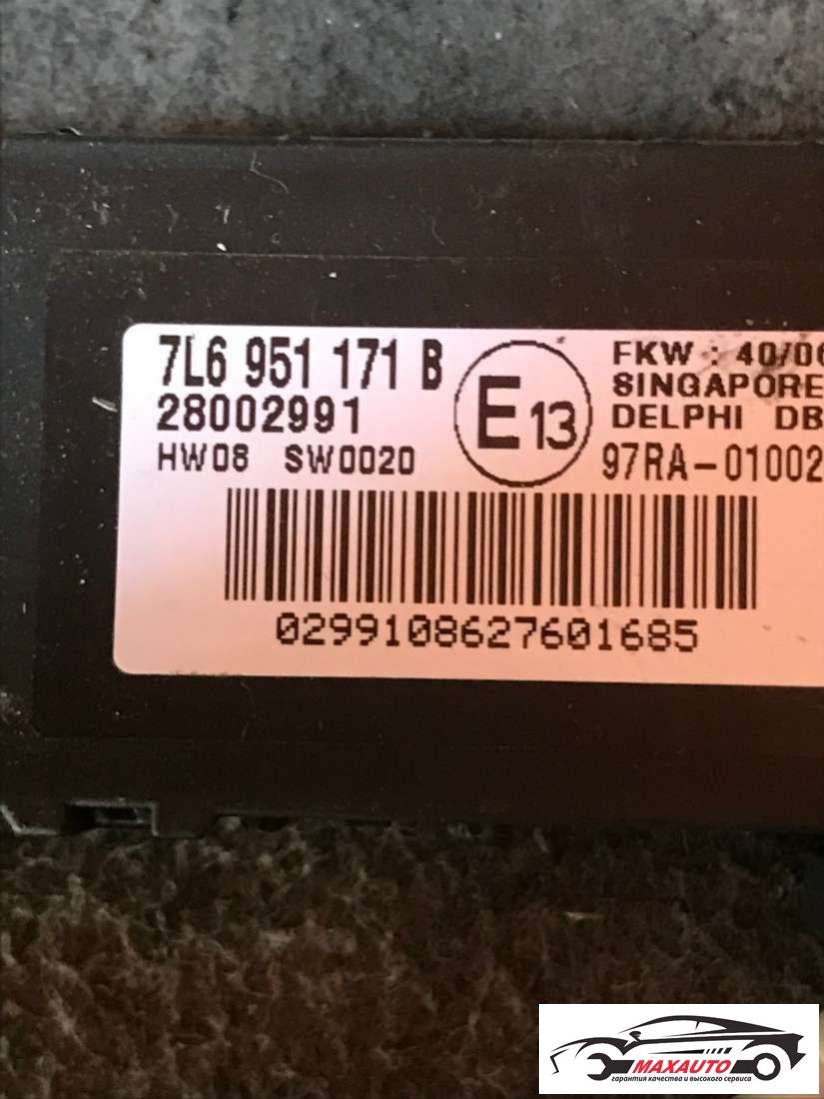 7L6 951 171 B
28002991
HW08 SW0020
E13
FKW : 40/06
SINGAPORE
DELPHI DB
97RA-01002
0299108627601685
MAXAUTO
гарантия качества и высокого сервиса